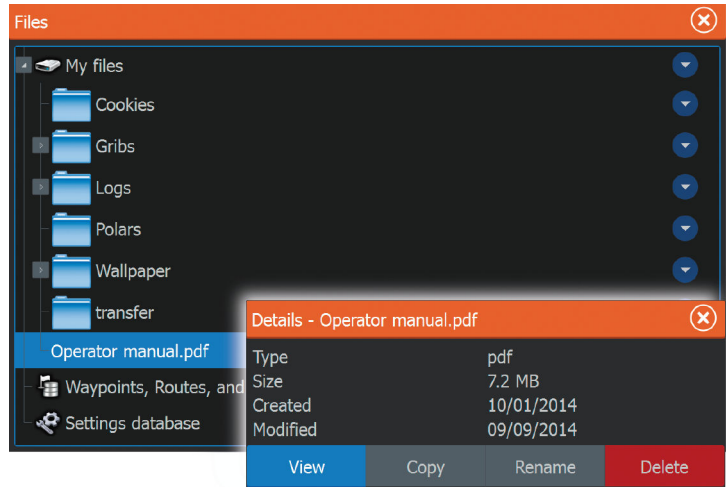 Files
My files
Cookies
Gribs
Logs
Polars
Wallpaper
transfer
Operator manual.pdf
Waypoints, Routes, and
Settings database
Details - Operator manual.pdf
Type pdf
Size 7.2 MB
Created 10/01/2014
Modified 09/09/2014
View Copy Rename Delete